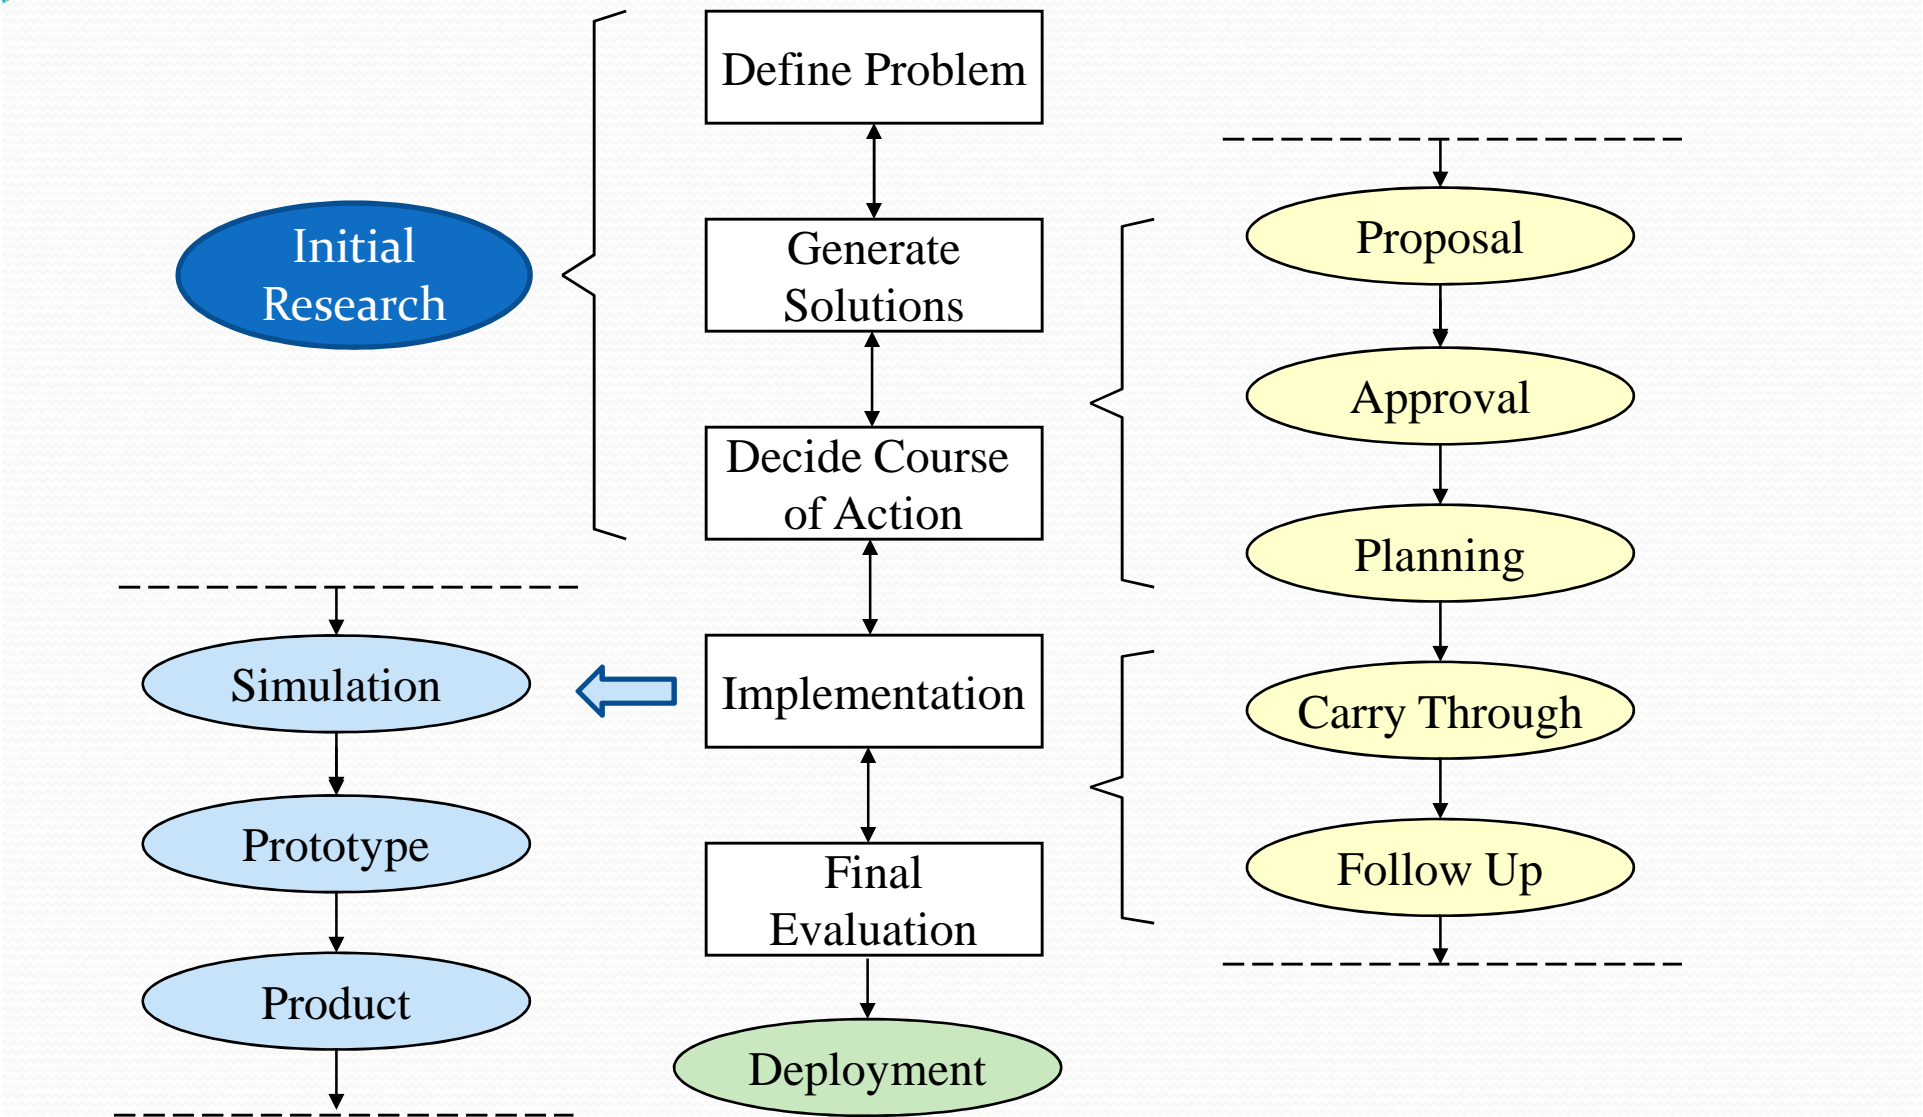 Define Problem
Generate
Solutions
Decide Course
of Action
Implementation
Final
Evaluation
Deployment
Initial
Research
Simulation
Prototype
Product
Proposal
Approval
Planning
Carry Through
Follow Up